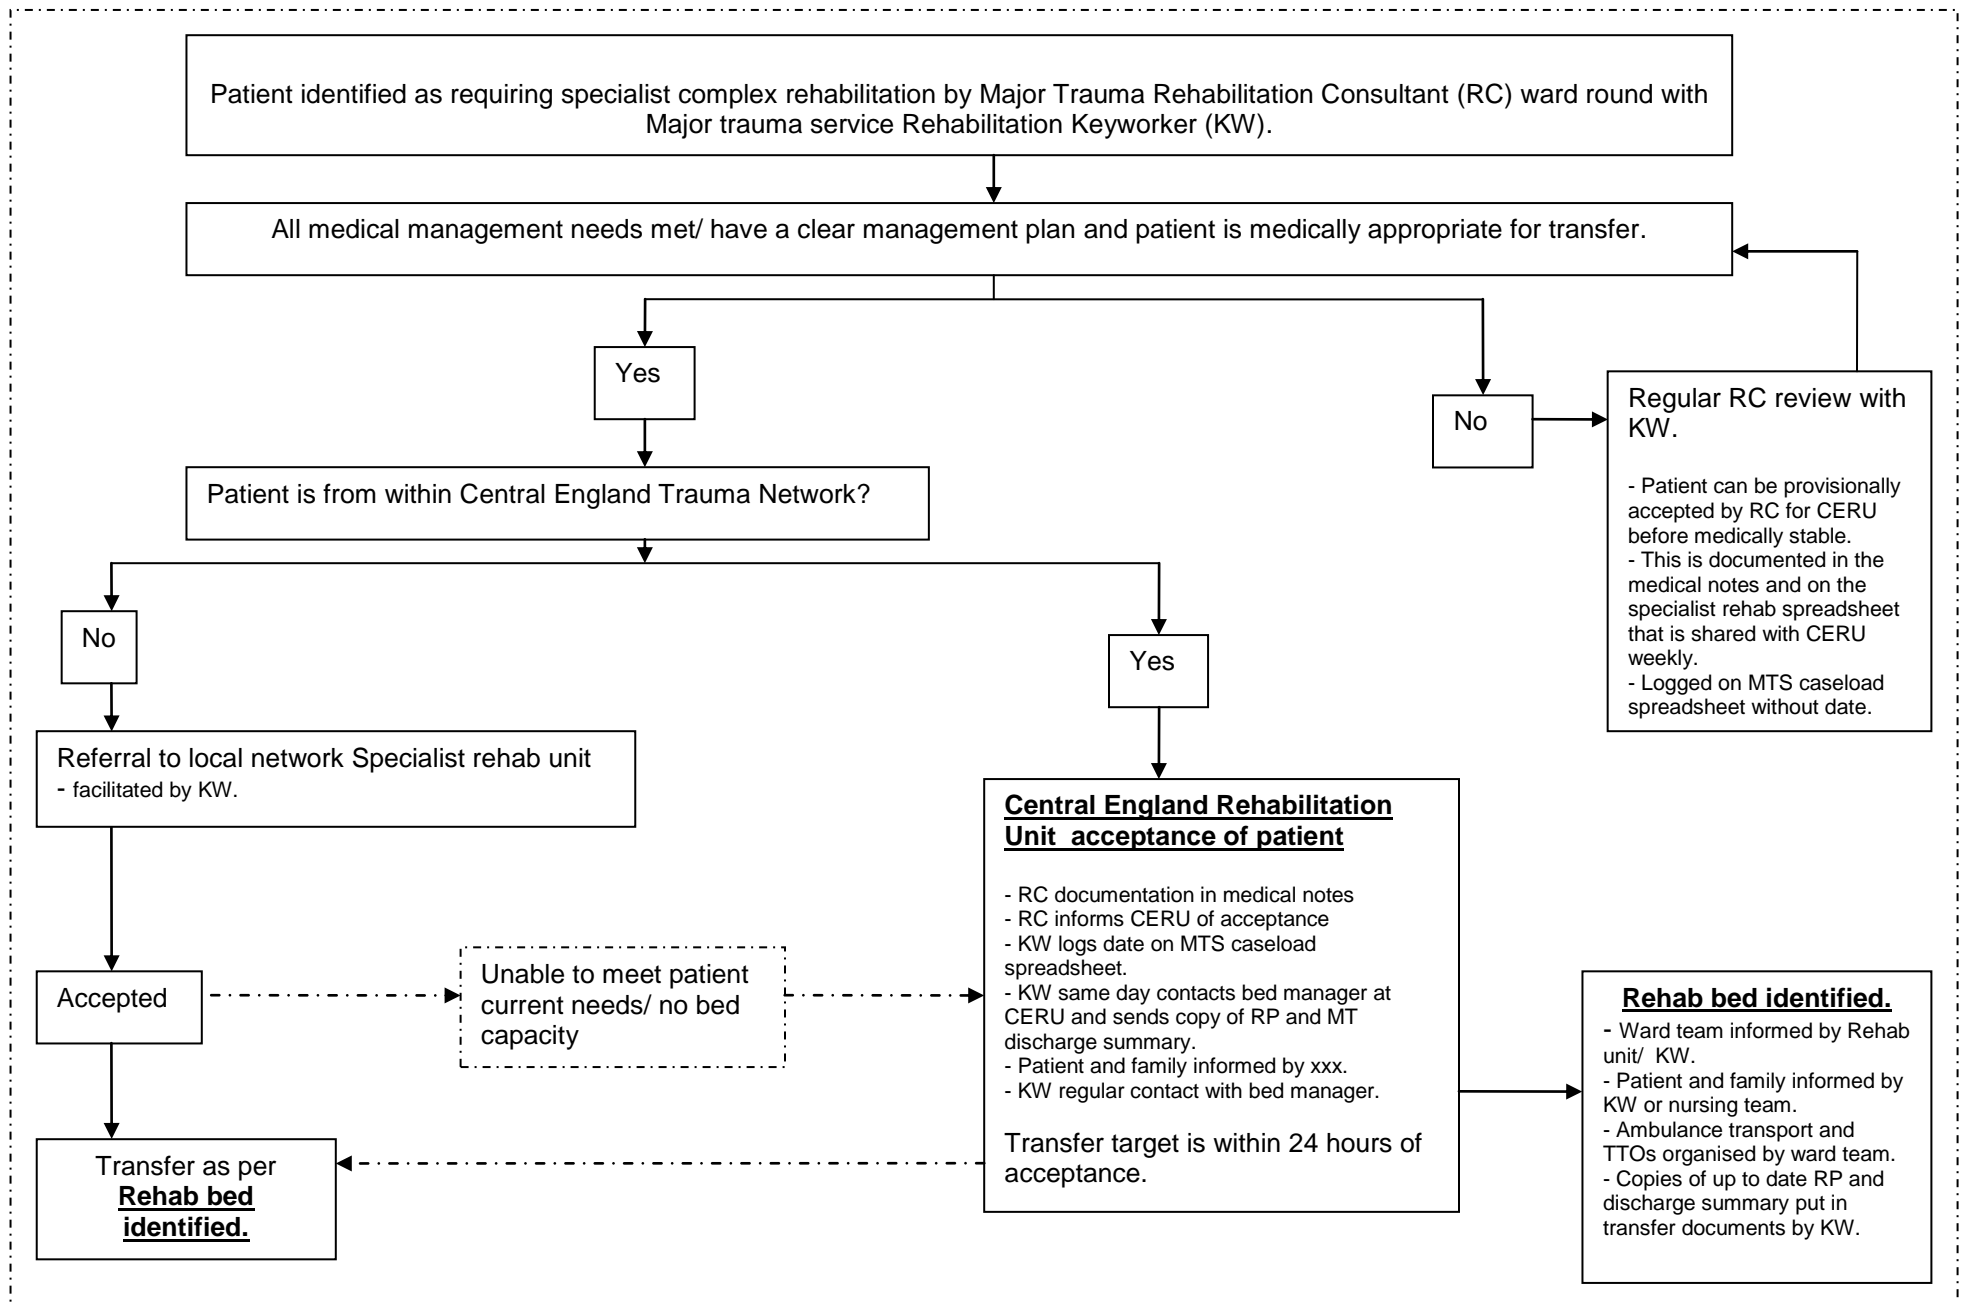 Patient identified as requiring specialist complex rehabilitation by Major Trauma Rehabilitation Consultant (RC) ward round with
Major trauma service Rehabilitation Keyworker (KW).
All medical management needs met/ have a clear management plan and patient is medically appropriate for transfer.
Yes
No
Regular RC review with
KW.
- Patient can be provisionally
accepted by RC for CERU
before medically stable.
- This is documented in the
medical notes and on the
specialist rehab spreadsheet
that is shared with CERU
weekly.
- Logged on MTS caseload
spreadsheet without date.
Patient is from within Central England Trauma Network?
No
Yes
Referral to local network Specialist rehab unit
- facilitated by KW.
Central England Rehabilitation
Unit  acceptance of patient
- RC documentation in medical notes
- RC informs CERU of acceptance
- KW logs date on MTS caseload
spreadsheet.
- KW same day contacts bed manager at
CERU and sends copy of RP and MT
discharge summary.
- Patient and family informed by xxx.
- KW regular contact with bed manager.
Transfer target is within 24 hours of
acceptance.
Accepted
Unable to meet patient
current needs/ no bed
capacity
Transfer as per
Rehab bed
identified.
Rehab bed identified.
- Ward team informed by Rehab
unit/  KW.
- Patient and family informed by
KW or nursing team.
- Ambulance transport and
TTOs organised by ward team.
- Copies of up to date RP and
discharge summary put in
transfer documents by KW.